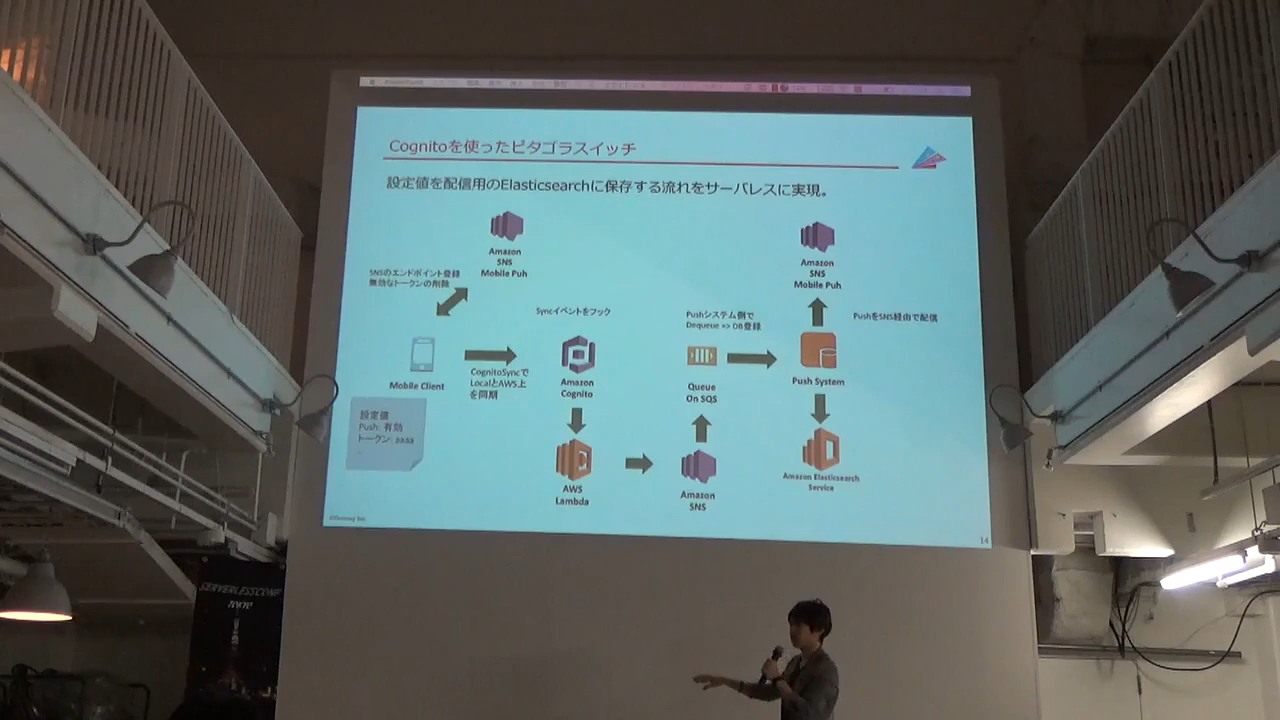 Cognitoを使ったピタゴラスイッチ
設定値を配信用のElasticsearchに保存する流れをサーバレスに実現。
Amazon
SNS
Mobile Puh
SNSのエンドポイント登録
無効なトークンの削除
Mobile Client
設定値
Push: 有効
トークン: aaaa
CognitoSyncで
LocalとAWS上
を同期
Syncイベントをフック
Amazon
Cognito
AWS
Lambda
Amazon
SNS
Queue
On SQS
Pushシステム側で
Dequeue => DB登録
Amazon
SNS
Mobile Puh
PushをSNS経由で配信
Push System
Amazon Elasticsearch
Service
14
SERVERLESSCONF
TOKYO